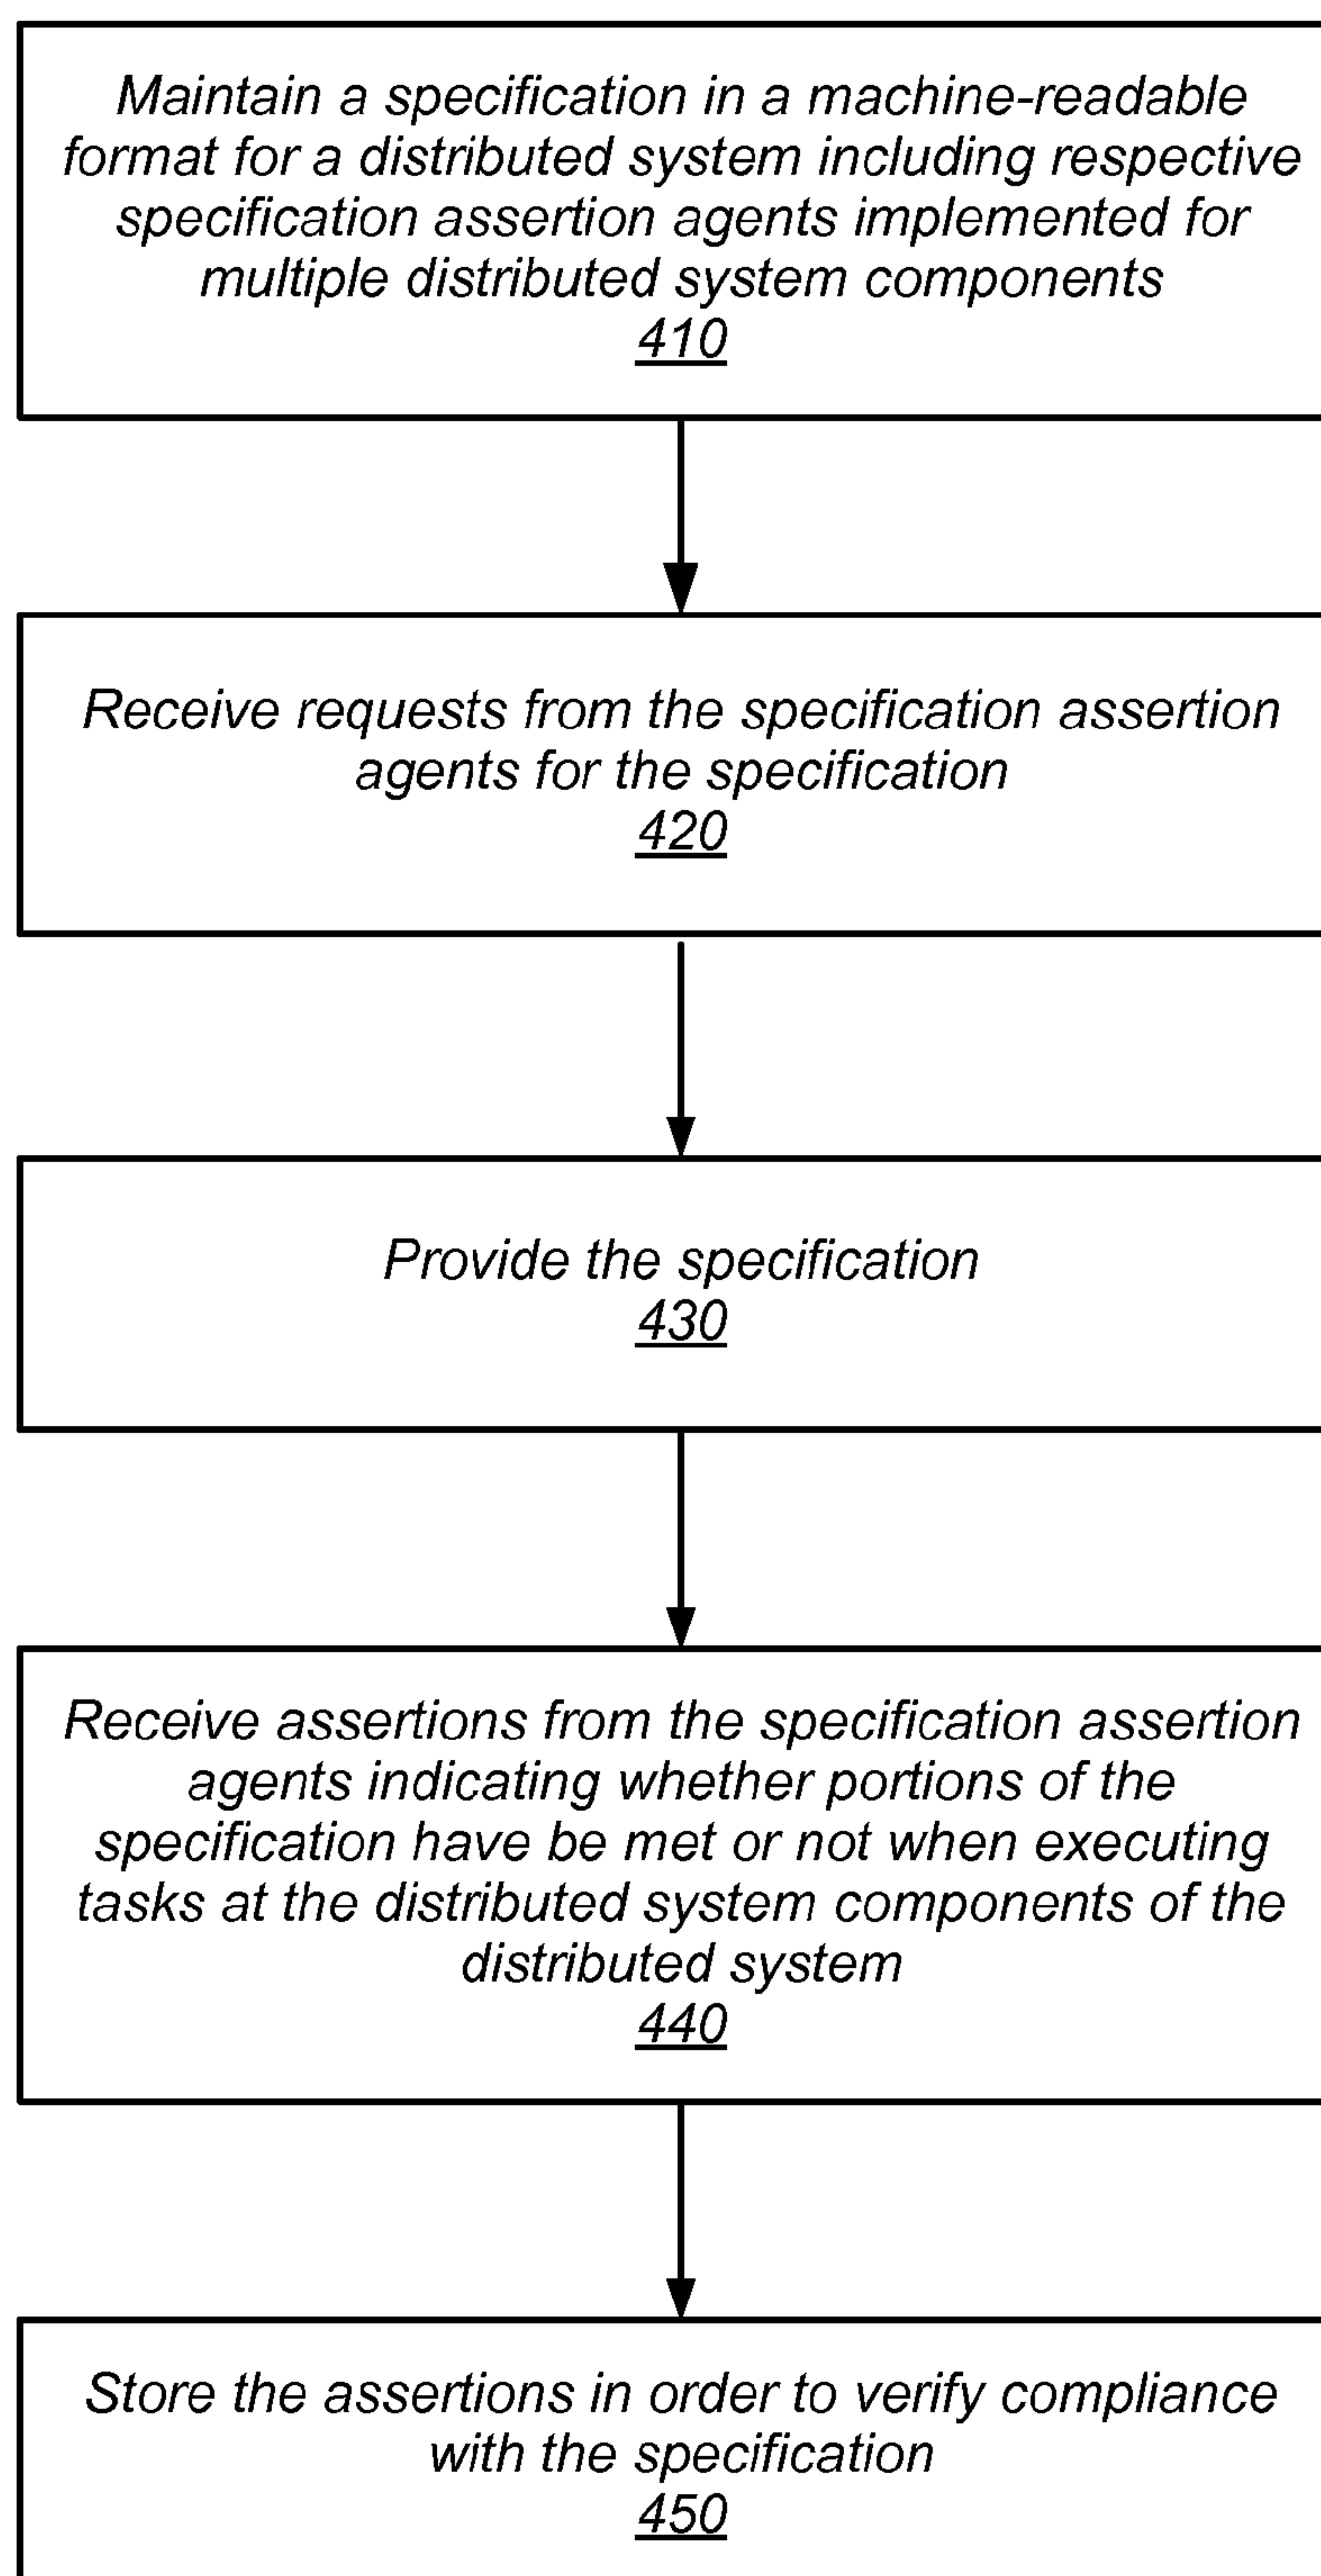 Maintain a specification in a machine-readable
format for a distributed system including respective
specification assertion agents implemented for
multiple distributed system components
410
Receive requests from the specification assertion
agents for the specification
420
Provide the specification
430
Receive assertions from the specification assertion
agents indicating whether portions of the
specification have be met or not when executing
tasks at the distributed system components of the
distributed system
440
Store the assertions in order to verify compliance
with the specification
450